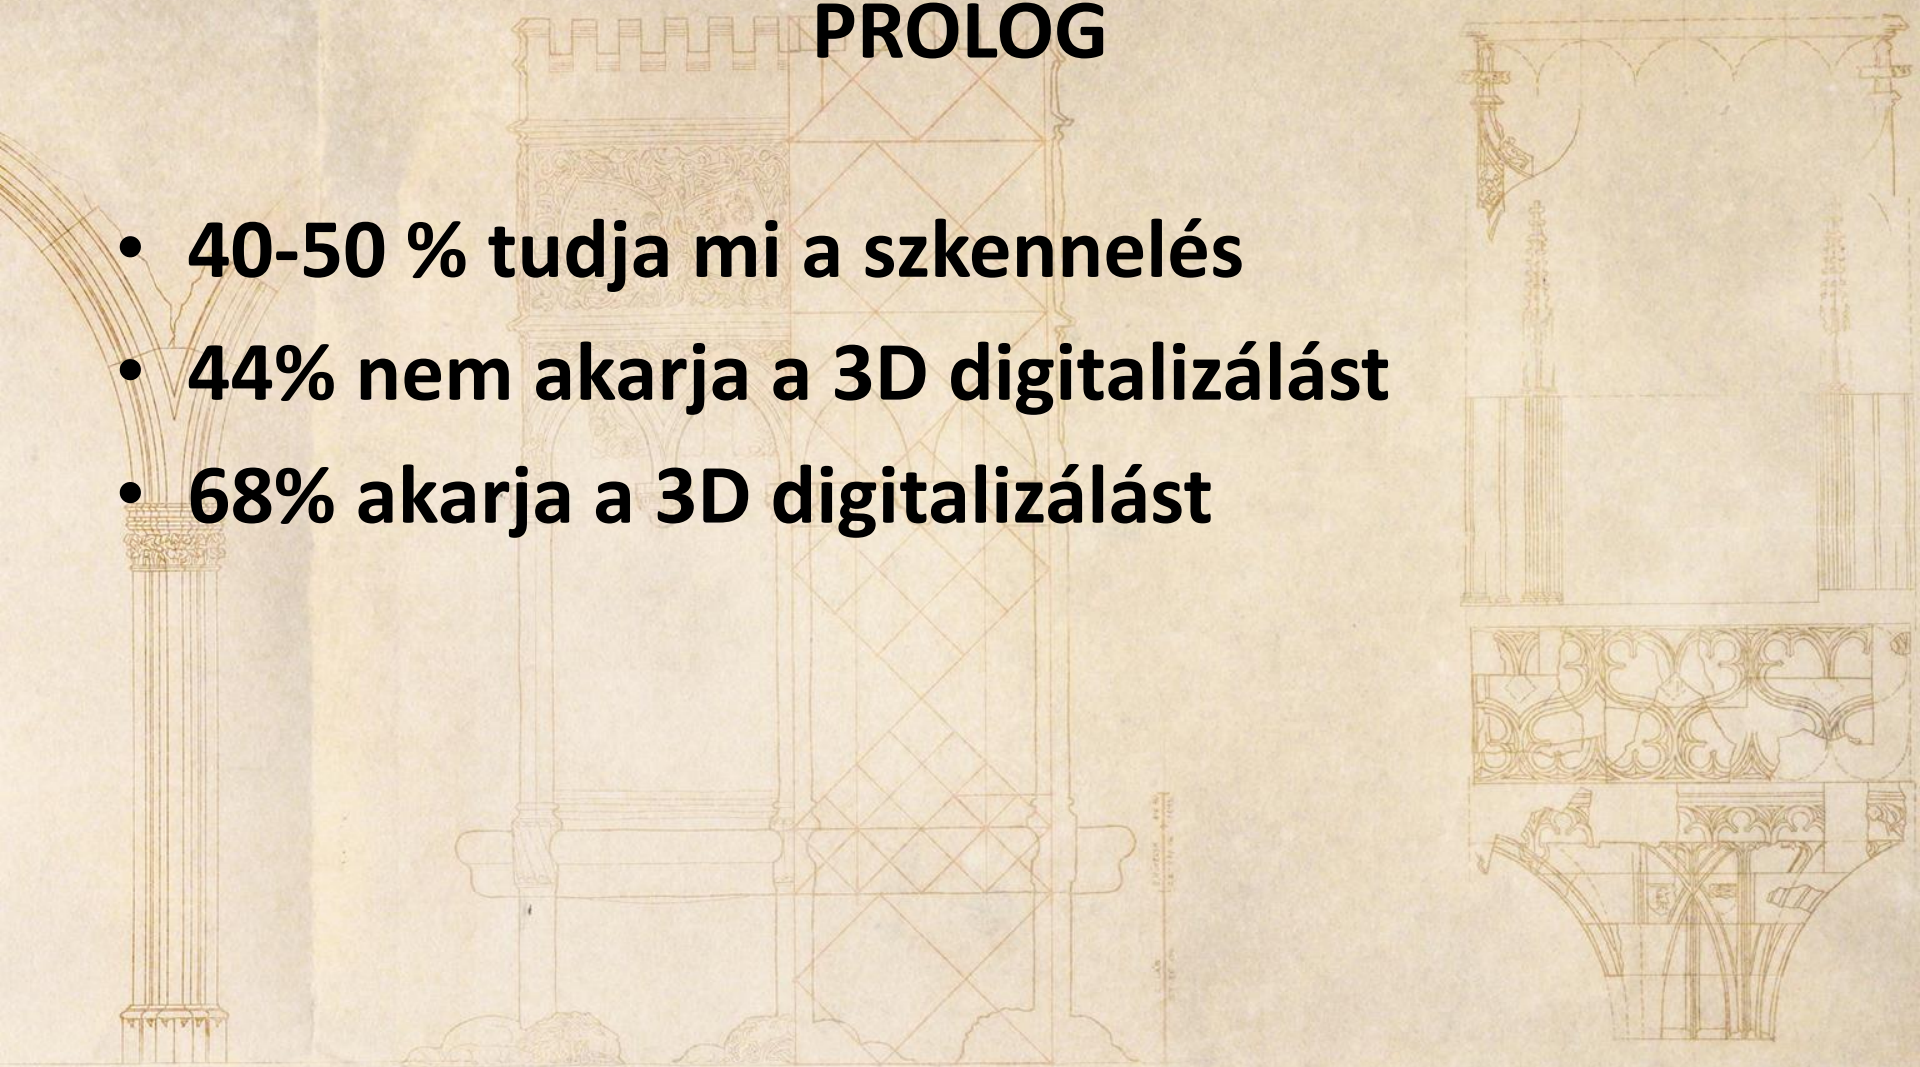 PROLOG
• 40-50 % tudja mi a szkennelés
• 44% nem akarja a 3D digitalizálást
• 68% akarja a 3D digitalizálást